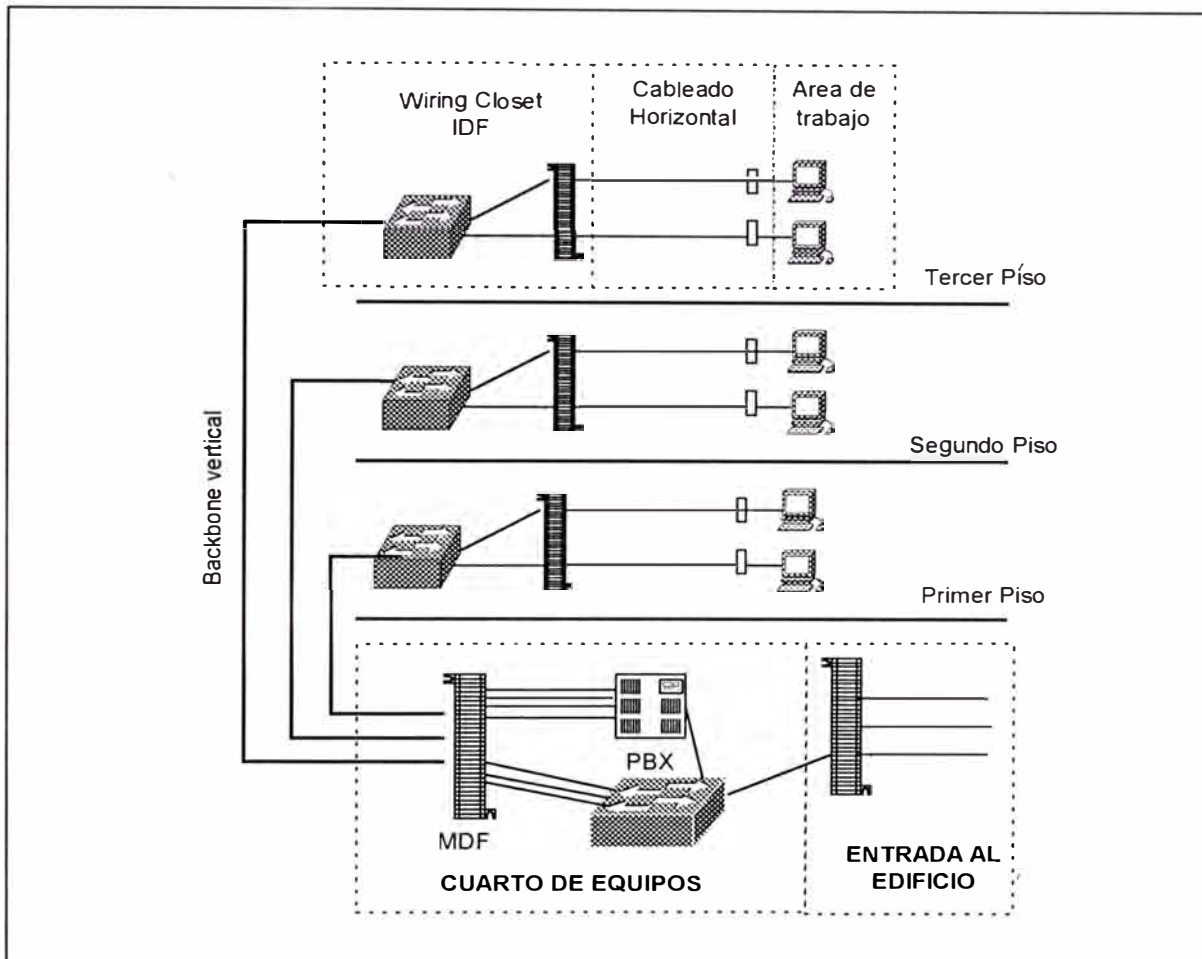 Wiring Closet
IDF
Cableado
Horizontal
Area de
trabajo
Tercer Píso
Segundo Piso
Primer Piso
Backbone vertical
PBX
MDF
CUARTO DE EQUIPOS
ENTRADA AL
EDIFICIO